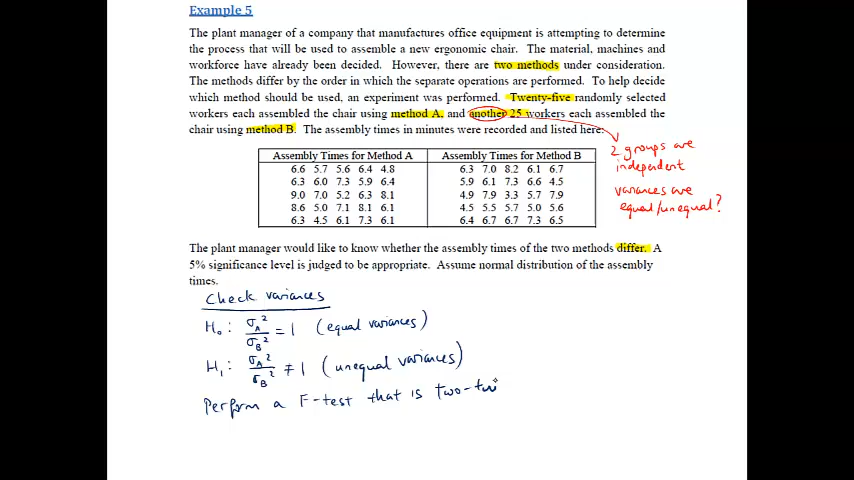 Example 5
The plant manager of a company that manufactures office equipment is attempting to determine
the process that will be used to assemble a new ergonomic chair. The material, machines and
workforce have already been decided. However, there are two methods under consideration.
The methods differ by the order in which the separate operations are performed. To help decide
which method should be used, an experiment was performed. Twenty-five randomly selected
workers each assembled the chair using method A. and another 25 workers each assembled the
chair using method B. The assembly times in minutes were recorded and listed here:
2 groups are
independent
variances are
equal/unequal?
Assembly Times for Method A Assembly Times for Method B
6.6 5.7 5.6 6.4 4.8 6.3 7.0 8.2 6.1 6.7
6.3 6.0 7.3 5.9 6.4 5.9 6.1 7.3 6.6 4.5
9.0 7.0 5.2 6.3 8.1 4.9 7.9 3.3 5.7 7.9
8.6 5.0 7.1 8.1 6.1 4.5 5.5 5.7 5.0 5.6
6.3 4.5 6.1 7.3 6.1 6.4 6.7 6.7 7.3 6.5
The plant manager would like to know whether the assembly times of the two methods differ. A
5% significance level is judged to be appropriate. Assume normal distribution of the assembly
times.
Check variances
H₀: σ_A²/σ_B² = 1 (equal variances)
H₁: σ_A²/σ_B² ≠ 1 (unequal variances)
Perform a F-test that is two-